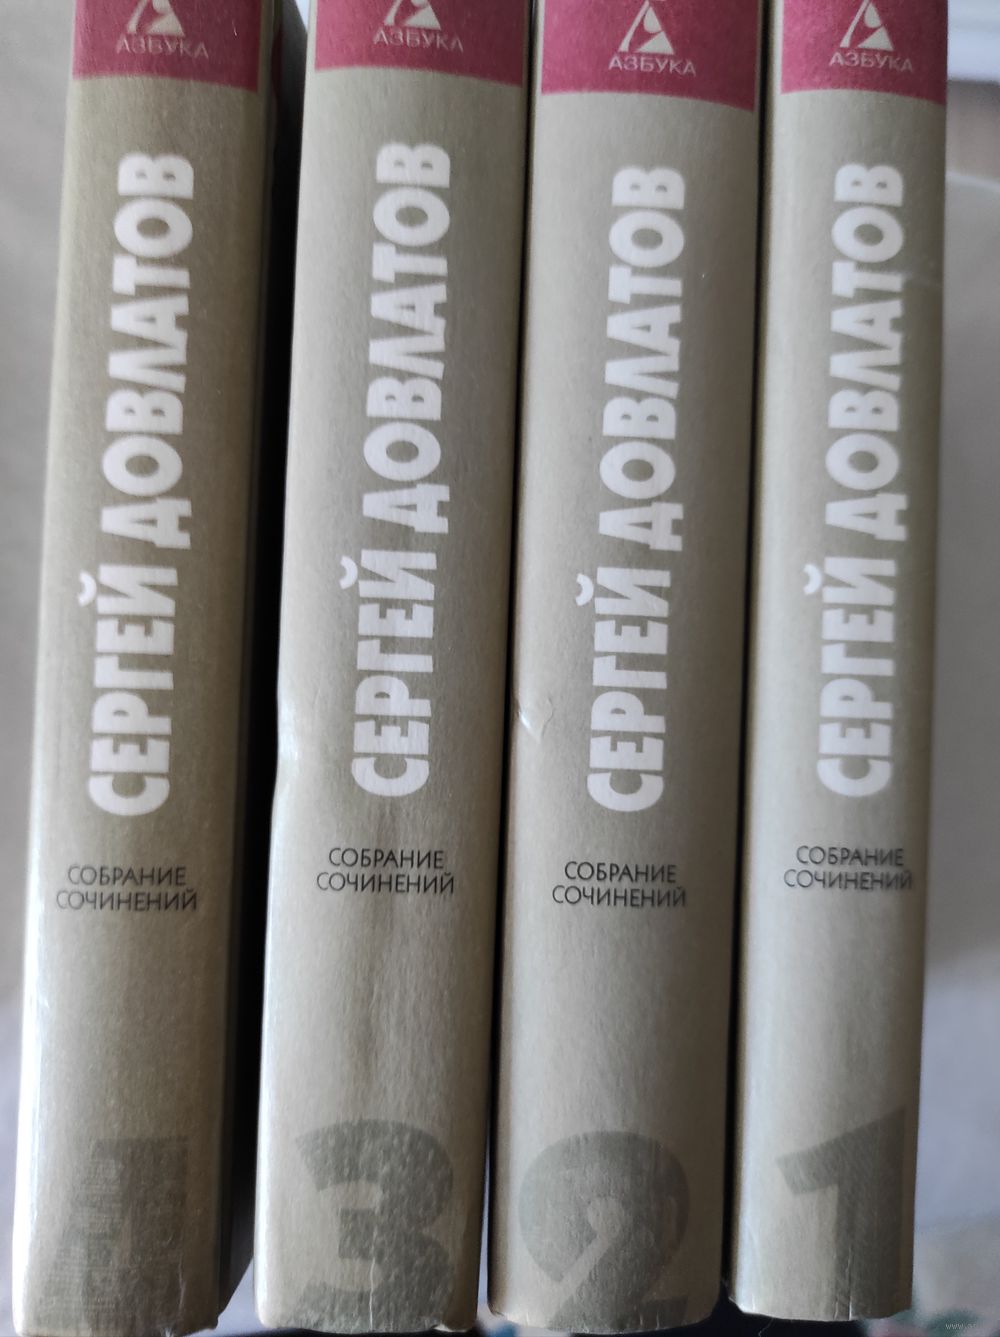 АЗБУКА
СЕРГЕЙ ДОВЛАТОВ
СОБРАНИЕ
СОЧИНЕНИЙ
4
АЗБУКА
СЕРГЕЙ ДОВЛАТОВ
СОБРАНИЕ
СОЧИНЕНИЙ
3
АЗБУКА
СЕРГЕЙ ДОВЛАТОВ
СОБРАНИЕ
СОЧИНЕНИЙ
2
АЗБУКА
СЕРГЕЙ ДОВЛАТОВ
СОБРАНИЕ
СОЧИНЕНИЙ
1